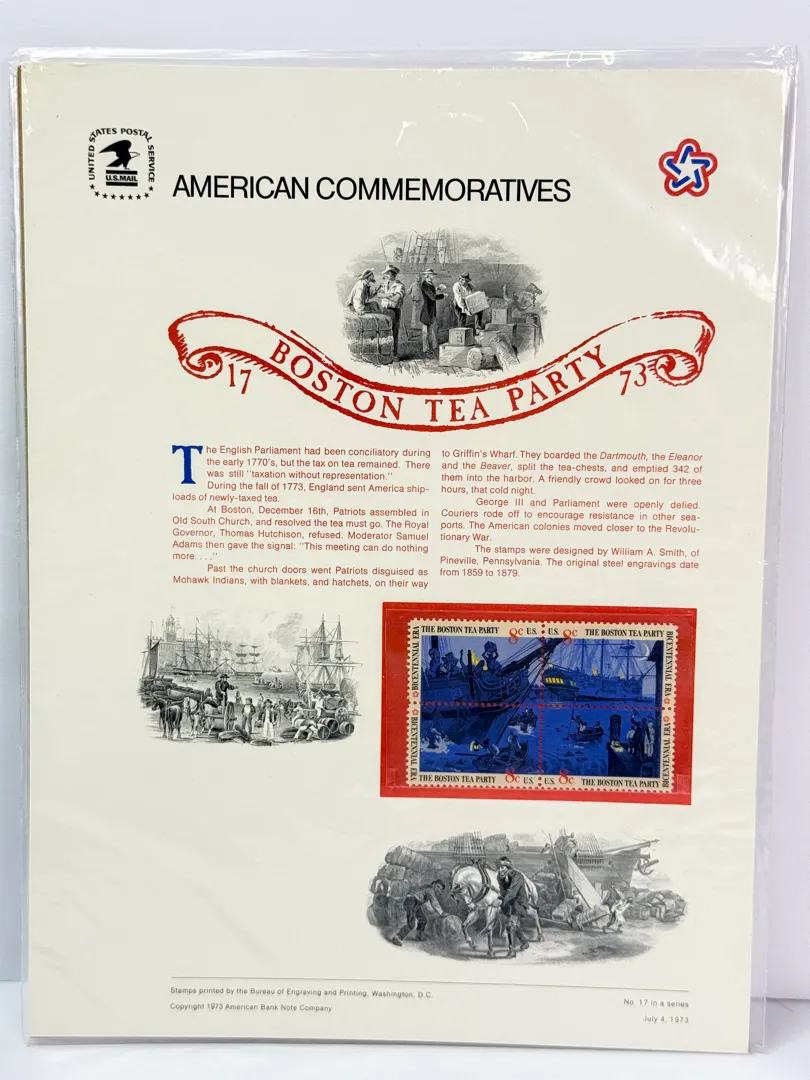 UNITED STATES POSTAL SERVICE
U.S.MAIL
AMERICAN COMMEMORATIVES
17 BOSTON TEA PARTY 73
The English Parliament had been conciliatory during
the early 1770's, but the tax on tea remained. There
was still "taxation without representation."
During the fall of 1773, England sent America ship-
loads of newly-taxed tea.
At Boston, December 16th, Patriots assembled in
Old South Church, and resolved the tea must go. The Royal
Governor, Thomas Hutchison, refused. Moderator Samuel
Adams then gave the signal: "This meeting can do nothing
more. . . ."
Past the church doors went Patriots disguised as
Mohawk Indians, with blankets, and hatchets, on their way
to Griffin's Wharf. They boarded the Dartmouth, the Eleanor
and the Beaver, split the tea-chests, and emptied 342 of
them into the harbor. A friendly crowd looked on for three
hours, that cold night.
George III and Parliament were openly defied.
Couriers rode off to encourage resistance in other sea-
ports. The American colonies moved closer to the Revolu-
tionary War.
The stamps were designed by William A. Smith, of
Pineville, Pennsylvania. The original steel engravings date
from 1859 to 1879.
THE BOSTON TEA PARTY 8c U.S.
BICENTENNIAL ERA
U.S. 8c THE BOSTON TEA PARTY
BICENTENNIAL ERA
BICENTENNIAL ERA
THE BOSTON TEA PARTY 8c U.S.
U.S. 8c THE BOSTON TEA PARTY
BICENTENNIAL ERA
Stamps printed by the Bureau of Engraving and Printing, Washington, D.C.
Copyright 1973 American Bank Note Company
No. 17 in a series
July 4, 1973